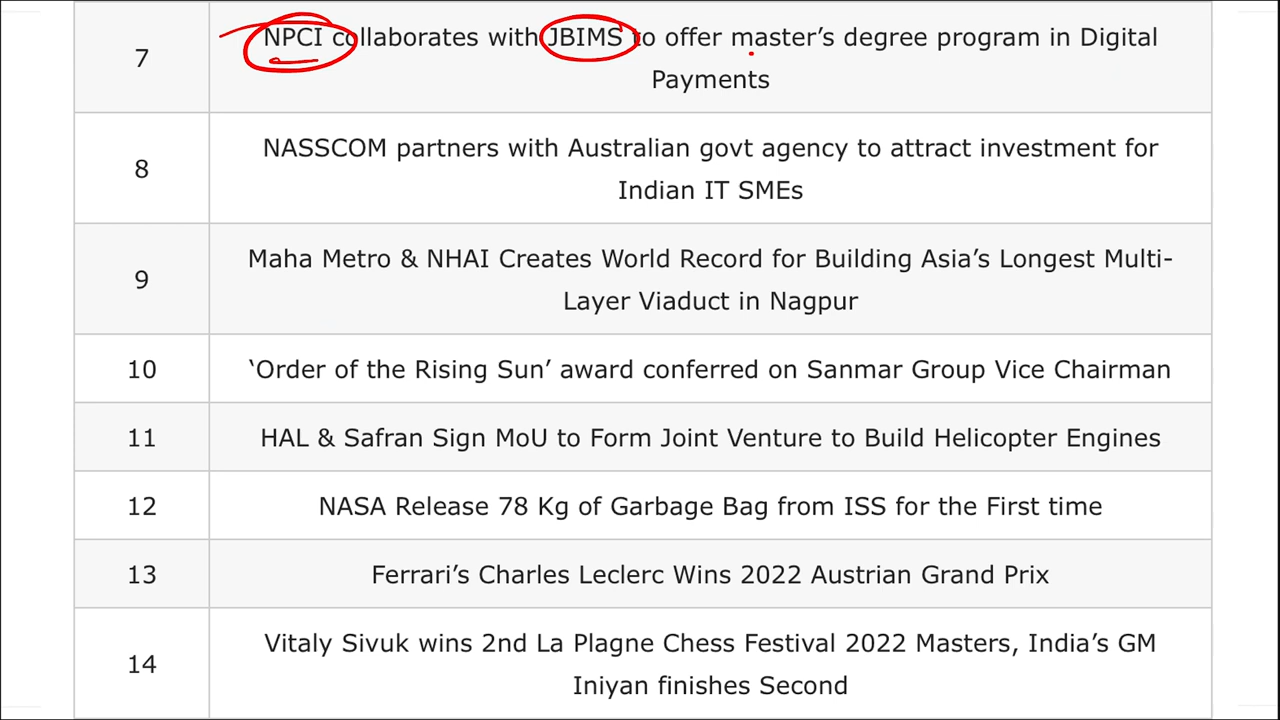 7
NPCI collaborates with JBIMS to offer master’s degree program in Digital
Payments
8
NASSCOM partners with Australian govt agency to attract investment for
Indian IT SMEs
9
Maha Metro & NHAI Creates World Record for Building Asia’s Longest Multi-
Layer Viaduct in Nagpur
10
‘Order of the Rising Sun’ award conferred on Sanmar Group Vice Chairman
11
HAL & Safran Sign MoU to Form Joint Venture to Build Helicopter Engines
12
NASA Release 78 Kg of Garbage Bag from ISS for the First time
13
Ferrari’s Charles Leclerc Wins 2022 Austrian Grand Prix
14
Vitaly Sivuk wins 2nd La Plagne Chess Festival 2022 Masters, India’s GM
Iniyan finishes Second